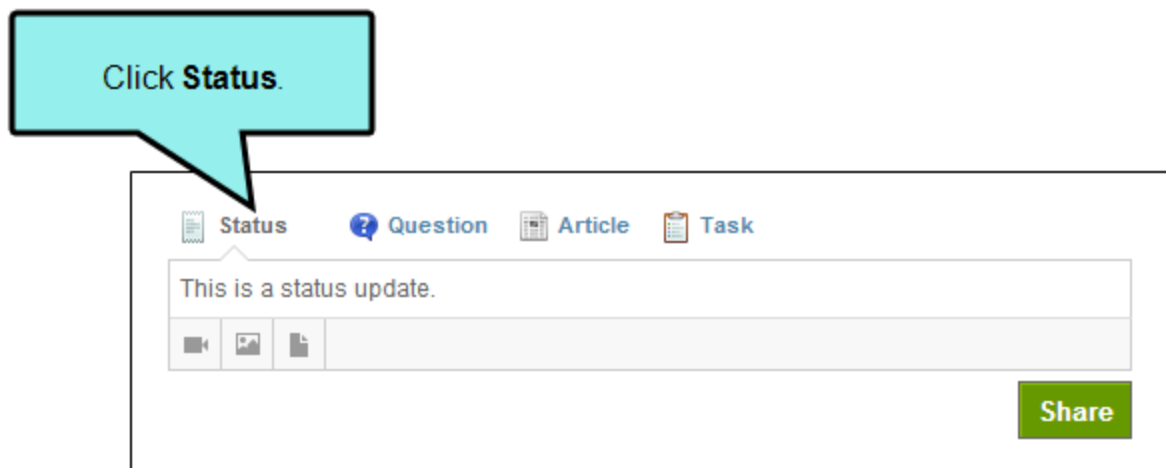 Click Status.
Status Question Article Task
This is a status update.
Share